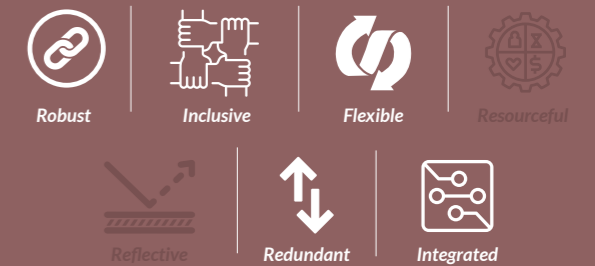 Robust
Inclusive
Flexible
Resourceful
Reflective
Redundant
Integrated